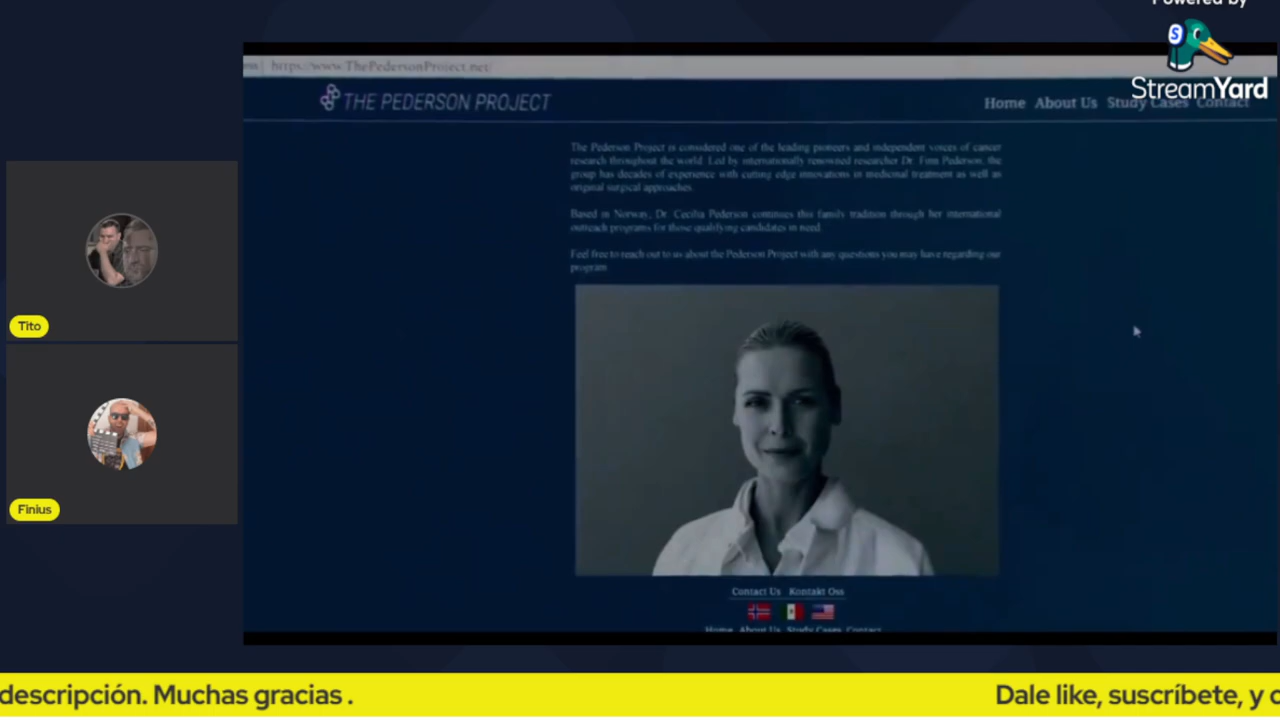 Powered by
StreamYard
https://www.ThePedersonProject.net/
THE PEDERSON PROJECT
Home About Us Study Cases Contact
The Pederson Project is considered one of the leading pioneers and independent voices of cancer
research throughout the world. Led by internationally renowned researcher Dr. Finn Pederson, the
group has decades of experience with cutting edge innovations in medicinal treatment as well as
original surgical approaches.
Based in Norway, Dr. Cecilia Pederson continues this family tradition through her international
outreach programs for those qualifying candidates in need.
Feel free to reach out to us about the Pederson Project with any questions you may have regarding our
program
Contact Us Kontakt Oss
Home About Us Study Cases Contact
Tito
Finius
descripción. Muchas gracias .
Dale like, suscríbete, y